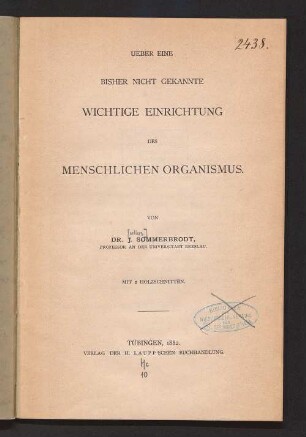 2438.
UEBER EINE
BISHER NICHT GEKANNTE
WICHTIGE EINRICHTUNG
DES
MENSCHLICHEN ORGANISMUS.
VON
DR. J. SOMMERBRODT,
PROFESSOR AN DER UNIVERSITÄT BRESLAU.
MIT 2 HOLZSCHNITTEN.
TÜBINGEN, 1882.
VERLAG DER H. LAUPP'SCHEN BUCHHANDLUNG.
10